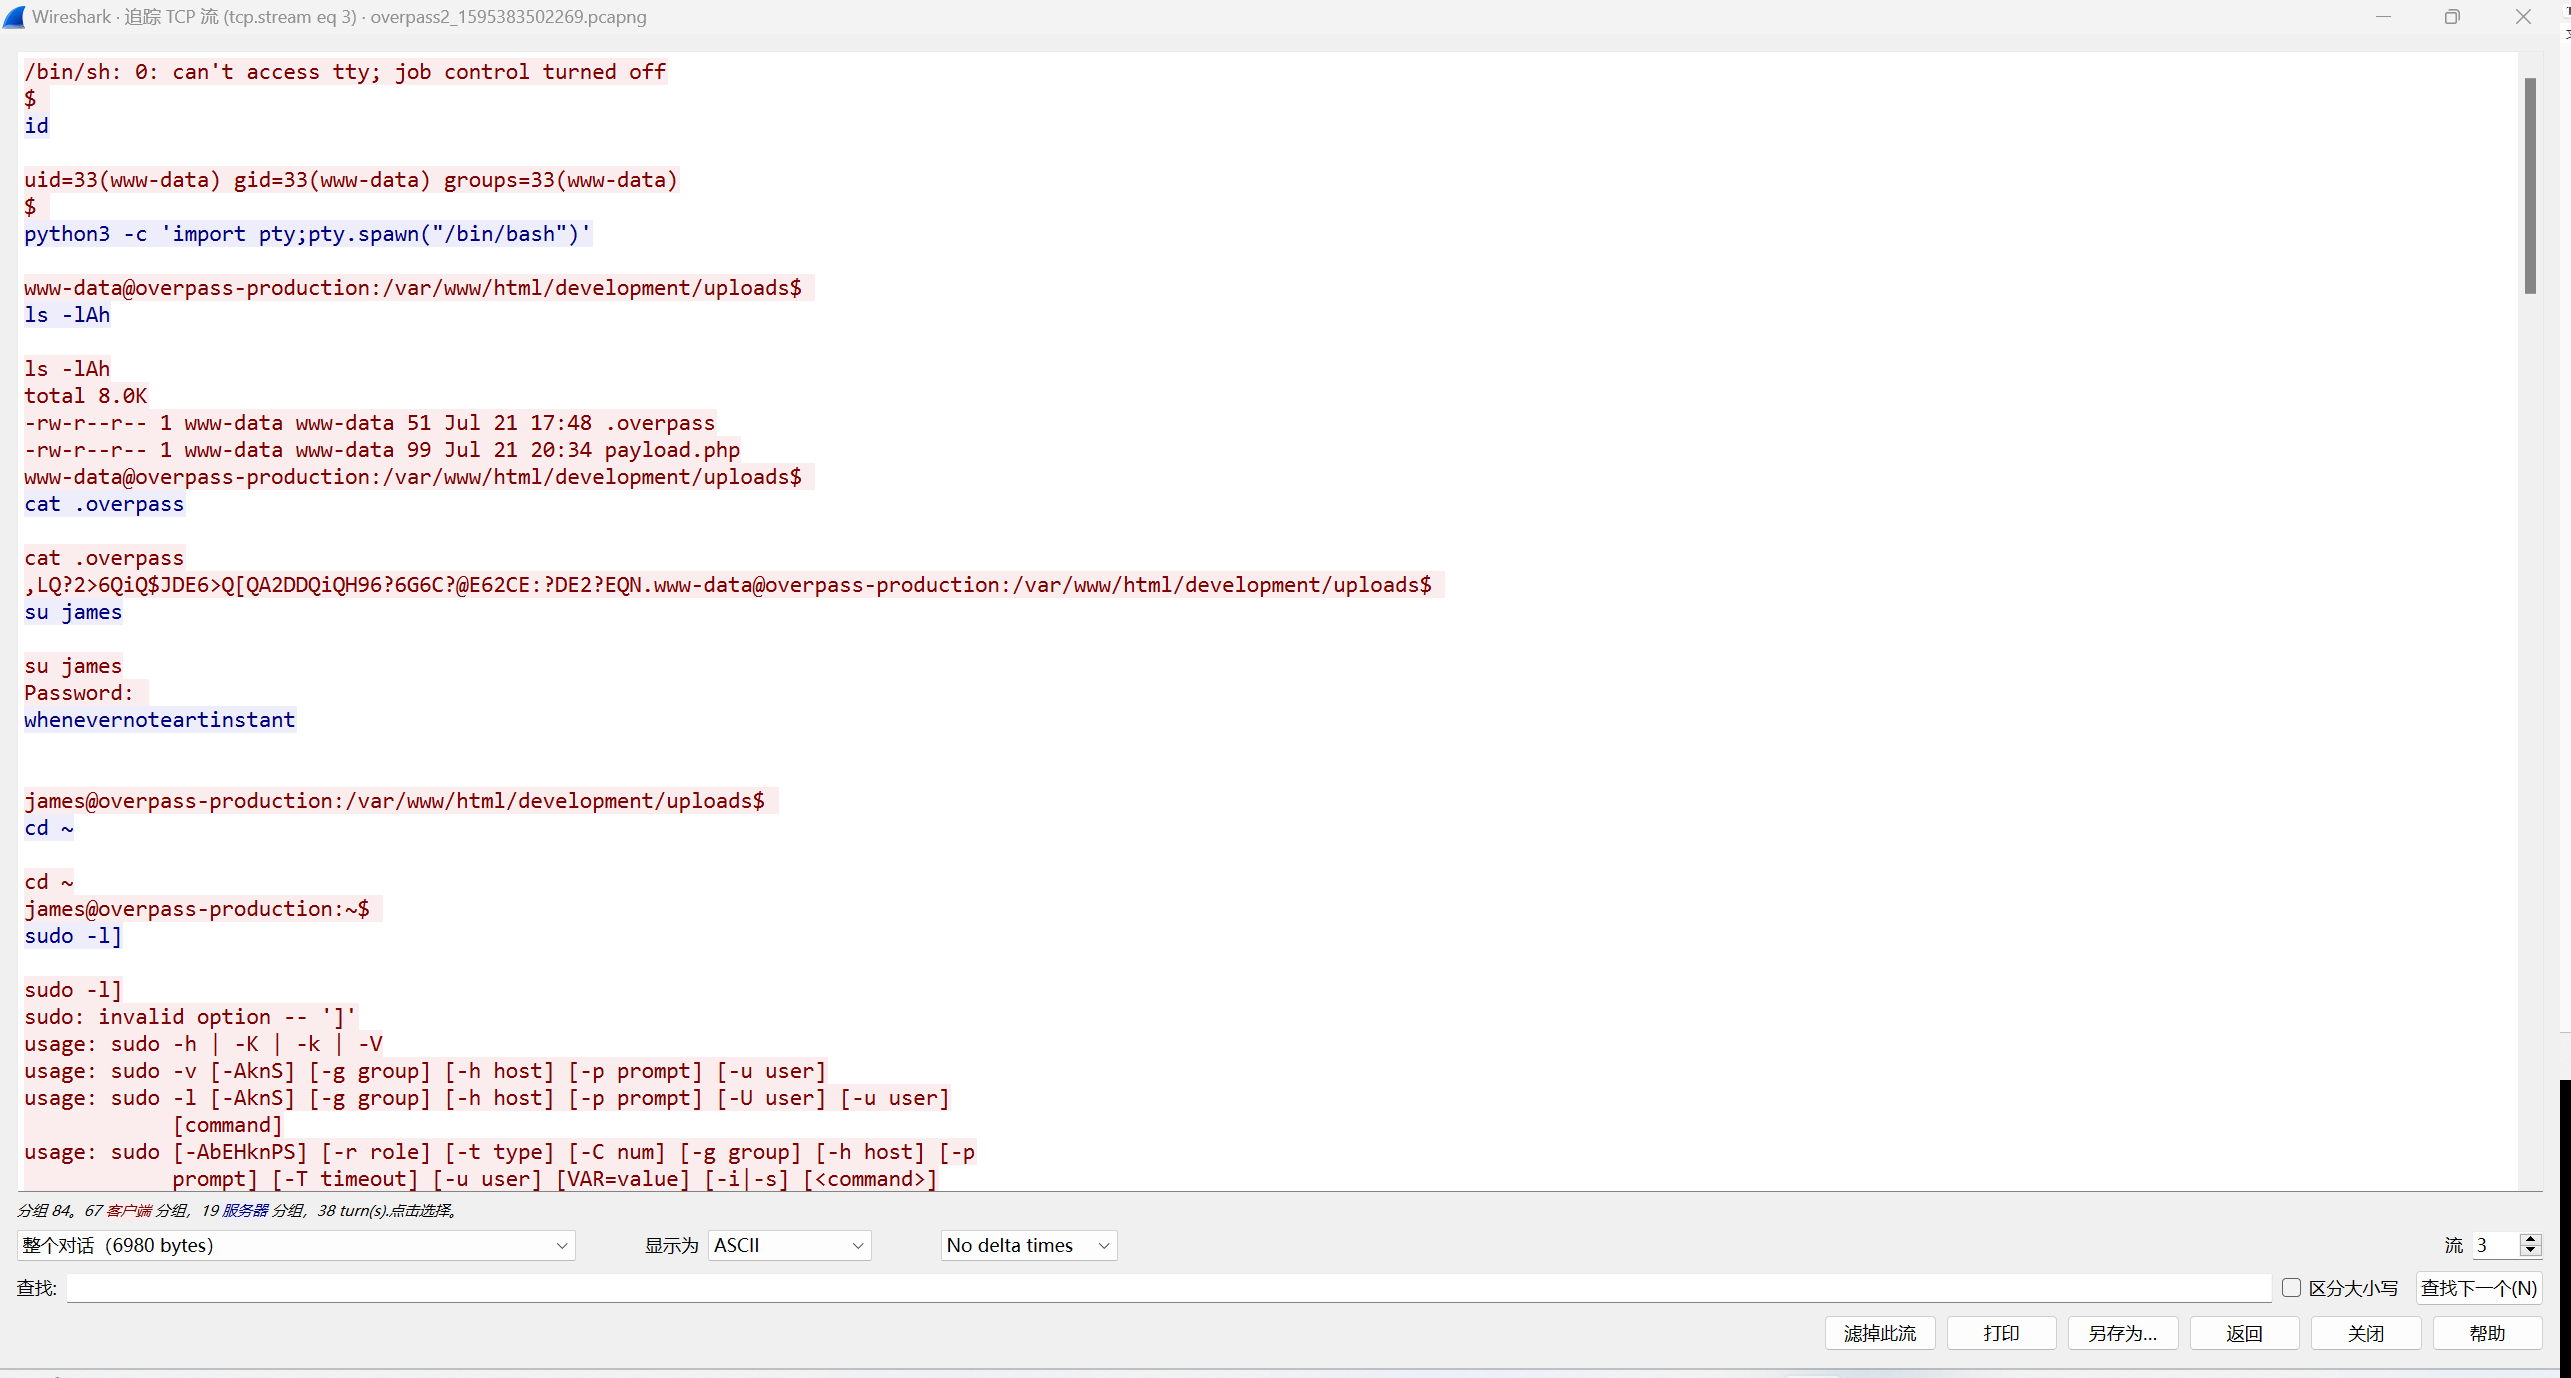 Wireshark · 追踪 TCP 流 (tcp.stream eq 3) · overpass2_1595383502269.pcapng
/bin/sh: 0: can't access tty; job control turned off
$
id
uid=33(www-data) gid=33(www-data) groups=33(www-data)
$
python3 -c 'import pty;pty.spawn("/bin/bash")'
www-data@overpass-production:/var/www/html/development/uploads$
ls -lAh
ls -lAh
total 8.0K
-rw-r--r-- 1 www-data www-data 51 Jul 21 17:48 .overpass
-rw-r--r-- 1 www-data www-data 99 Jul 21 20:34 payload.php
www-data@overpass-production:/var/www/html/development/uploads$
cat .overpass
cat .overpass
,LQ?2>6QiQ$JDE6>Q[QA2DDQiQH96?6G6C?@E62CE:?DE2?EQN.www-data@overpass-production:/var/www/html/development/uploads$
su james
su james
Password:
whenevernoteartinstant
james@overpass-production:/var/www/html/development/uploads$
cd ~
cd ~
james@overpass-production:~$
sudo -l]
sudo -l]
sudo: invalid option -- ']'
usage: sudo -h | -K | -k | -V
usage: sudo -v [-AknS] [-g group] [-h host] [-p prompt] [-u user]
usage: sudo -l [-AknS] [-g group] [-h host] [-p prompt] [-U user] [-u user]
[command]
usage: sudo [-AbEHknPS] [-r role] [-t type] [-C num] [-g group] [-h host] [-p
prompt] [-T timeout] [-u user] [VAR=value] [-i|-s] [<command>]
分组 84。67 客户端 分组，19 服务器 分组，38 turn(s).点击选择。
整个对话（6980 bytes） 显示为 ASCII No delta times 流 3
查找: 区分大小写 查找下一个(N)
滤掉此流 打印 另存为… 返回 关闭 帮助